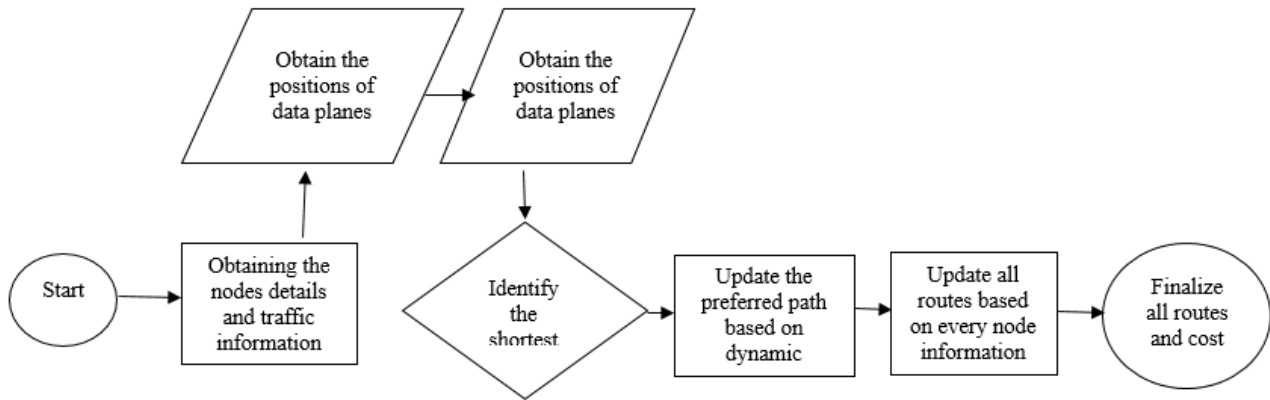 Start
Obtaining the
nodes details
and traffic
information
Obtain the
positions of
data planes
Obtain the
positions of
data planes
Identify
the
shortest
Update the
preferred path
based on
dynamic
Update all
routes based
on every node
information
Finalize
all routes
and cost